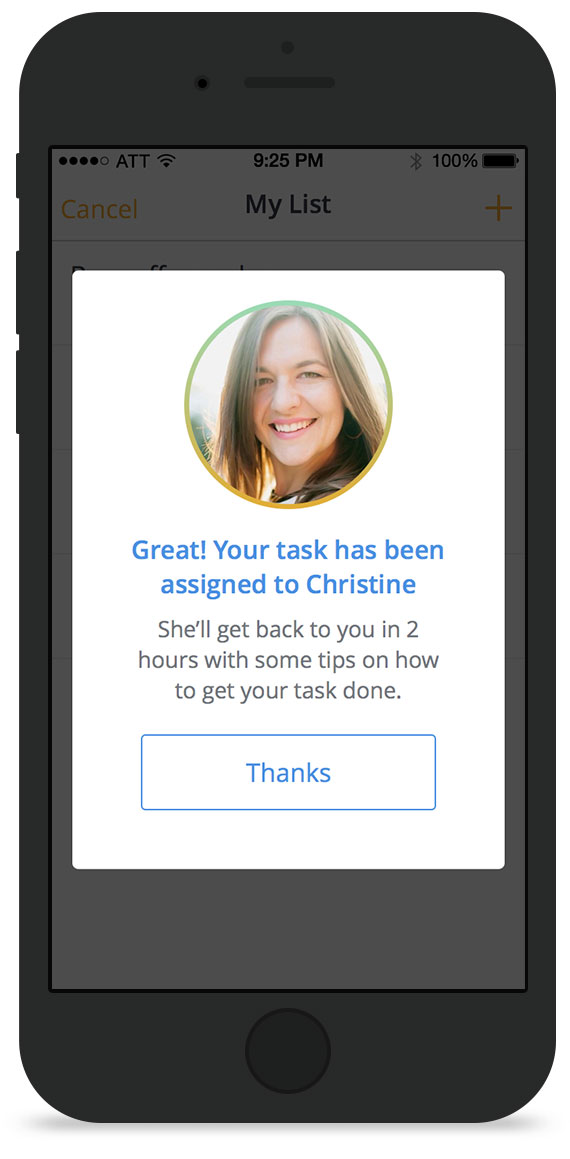 ATT 9:25 PM 100%
Cancel My List
Great! Your task has been
assigned to Christine
She’ll get back to you in 2
hours with some tips on how
to get your task done.
Thanks